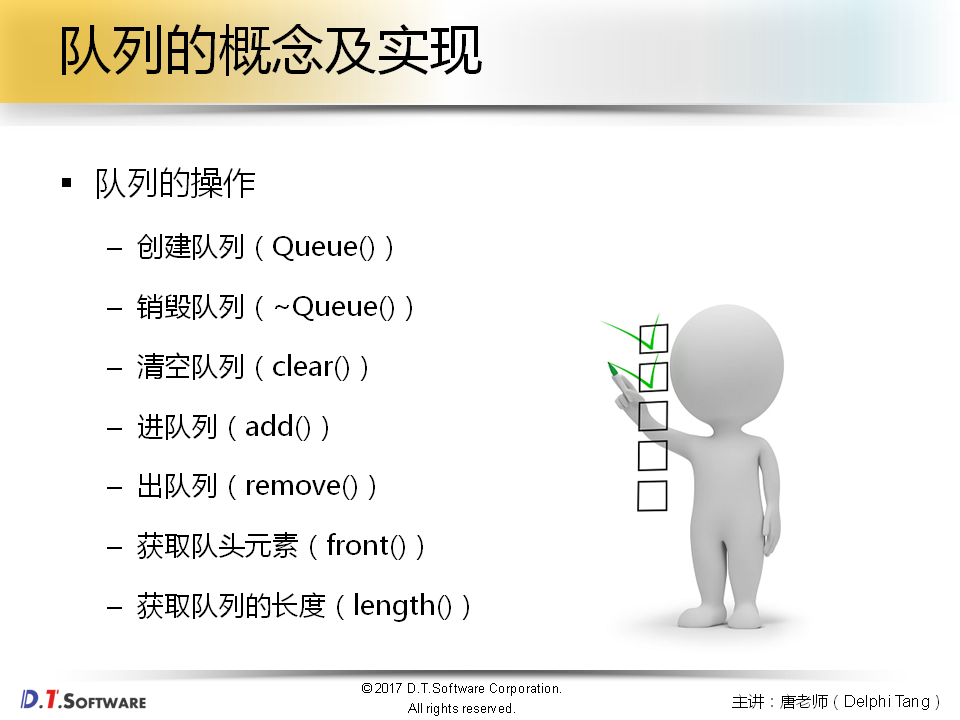 队列的概念及实现
▪ 队列的操作
– 创建队列（Queue()）
– 销毁队列（~Queue()）
– 清空队列（clear()）
– 进队列（add()）
– 出队列（remove()）
– 获取队头元素（front()）
– 获取队列的长度（length()）
D.T.SOFTWARE
©2017 D.T.Software Corporation.
All rights reserved.
主讲：唐老师（Delphi Tang）